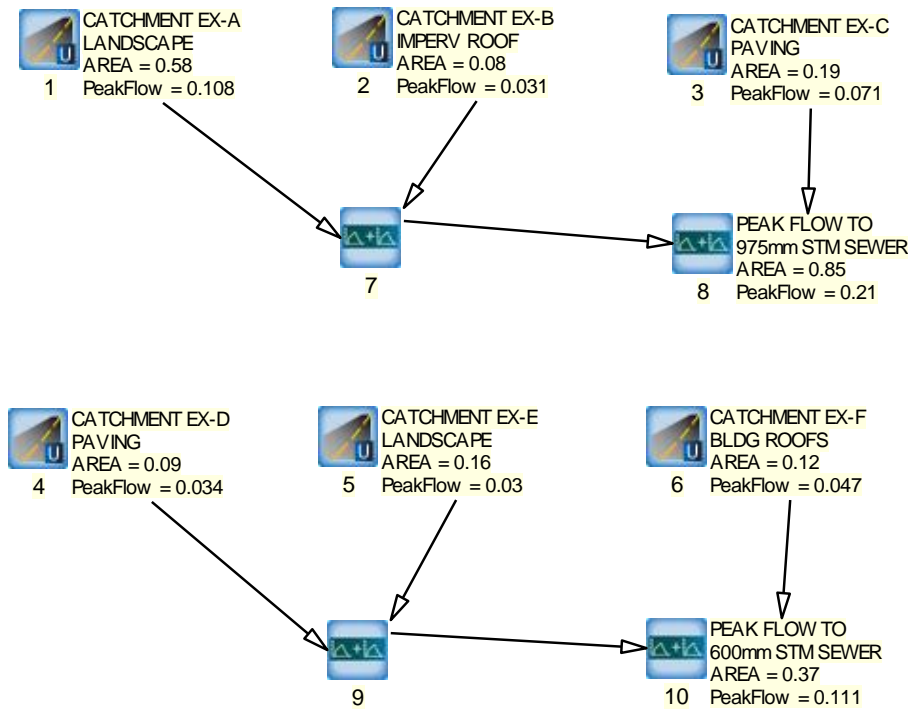 CATCHMENT EX-A
LANDSCAPE
AREA = 0.58
PeakFlow = 0.108
U
1
CATCHMENT EX-B
IMPERV ROOF
AREA = 0.08
PeakFlow = 0.031
U
2
CATCHMENT EX-C
PAVING
AREA = 0.19
PeakFlow = 0.071
U
3
7
PEAK FLOW TO
975mm STM SEWER
AREA = 0.85
PeakFlow = 0.21
8
CATCHMENT EX-D
PAVING
AREA = 0.09
PeakFlow = 0.034
U
4
CATCHMENT EX-E
LANDSCAPE
AREA = 0.16
PeakFlow = 0.03
U
5
CATCHMENT EX-F
BLDG ROOFS
AREA = 0.12
PeakFlow = 0.047
U
6
9
PEAK FLOW TO
600mm STM SEWER
AREA = 0.37
PeakFlow = 0.111
10